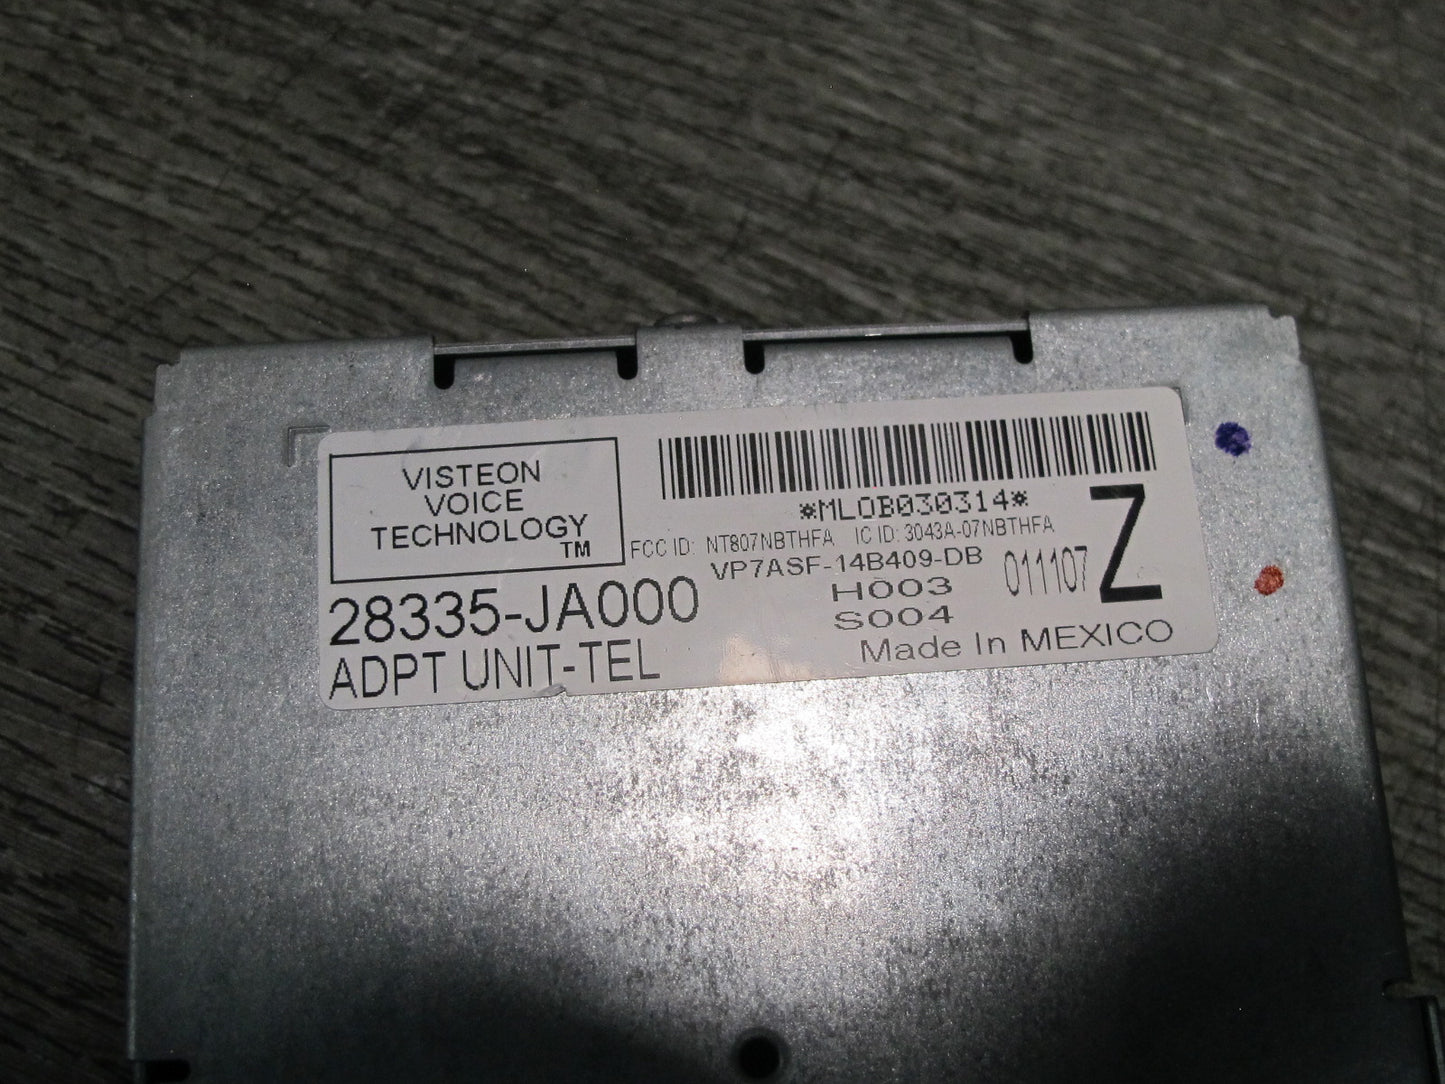 VISTEON
VOICE
TECHNOLOGY
TM
28335-JA000
ADPT UNIT-TEL
*MLOB030314*
FCC ID: NT807NBTHFA IC ID: 3043A-07NBTHFA
VP7ASF-14B409-DB
H003
S004
011107
Z
Made In MEXICO